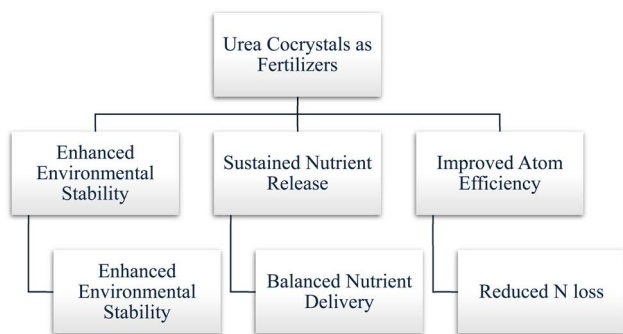 Urea Cocrystals as
Fertilizers
Enhanced
Environmental
Stability
Sustained Nutrient
Release
Improved Atom
Efficiency
Enhanced
Environmental
Stability
Balanced Nutrient
Delivery
Reduced N loss